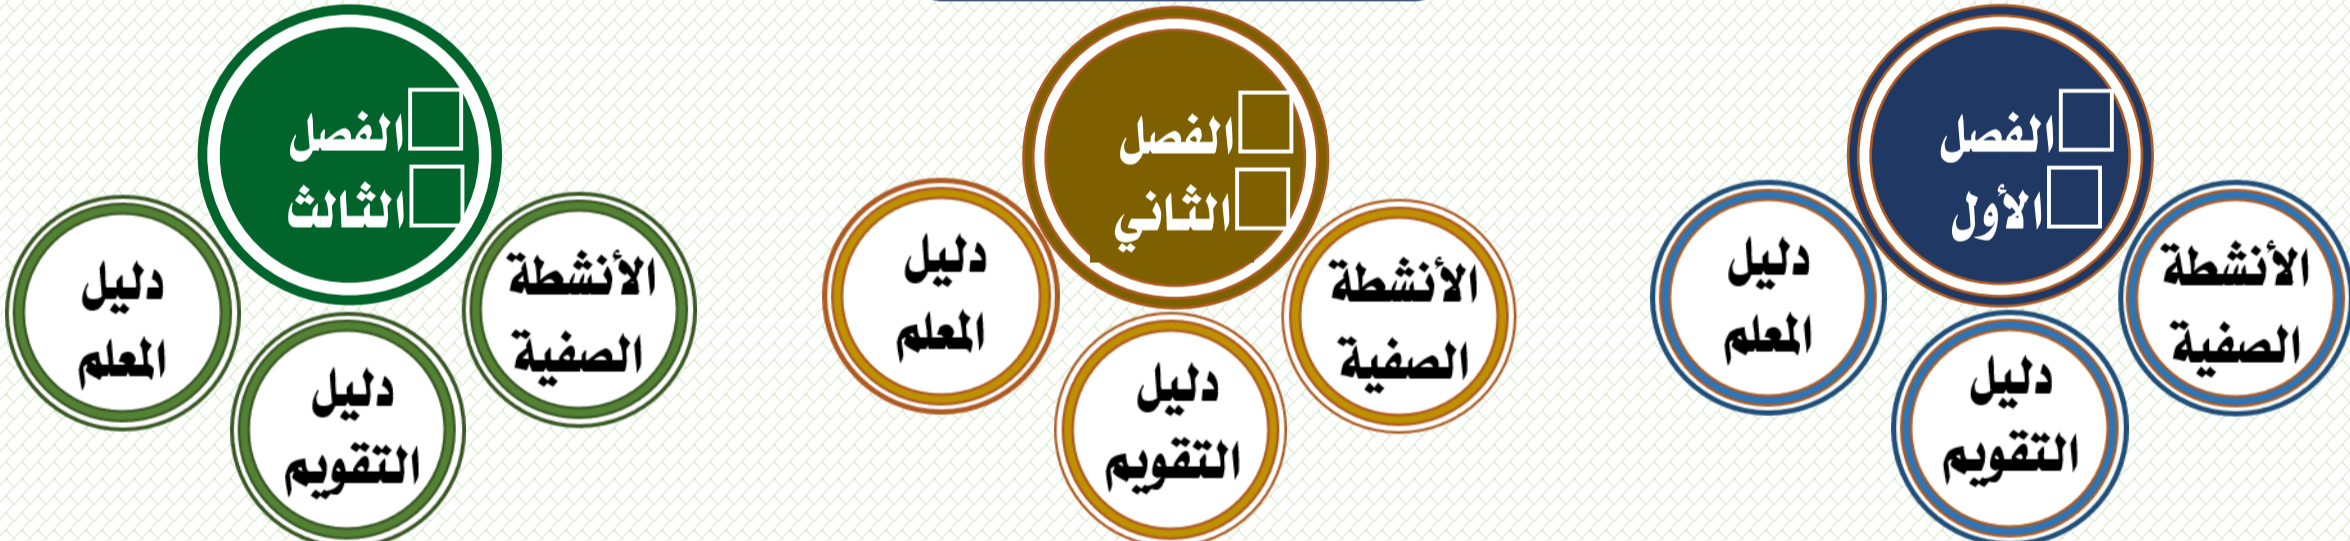 الفصل
الأول
الأنشطة
الصفية
دليل
التقويم
دليل
المعلم
الفصل
الثاني
الأنشطة
الصفية
دليل
التقويم
دليل
المعلم
الفصل
الثالث
الأنشطة
الصفية
دليل
التقويم
دليل
المعلم